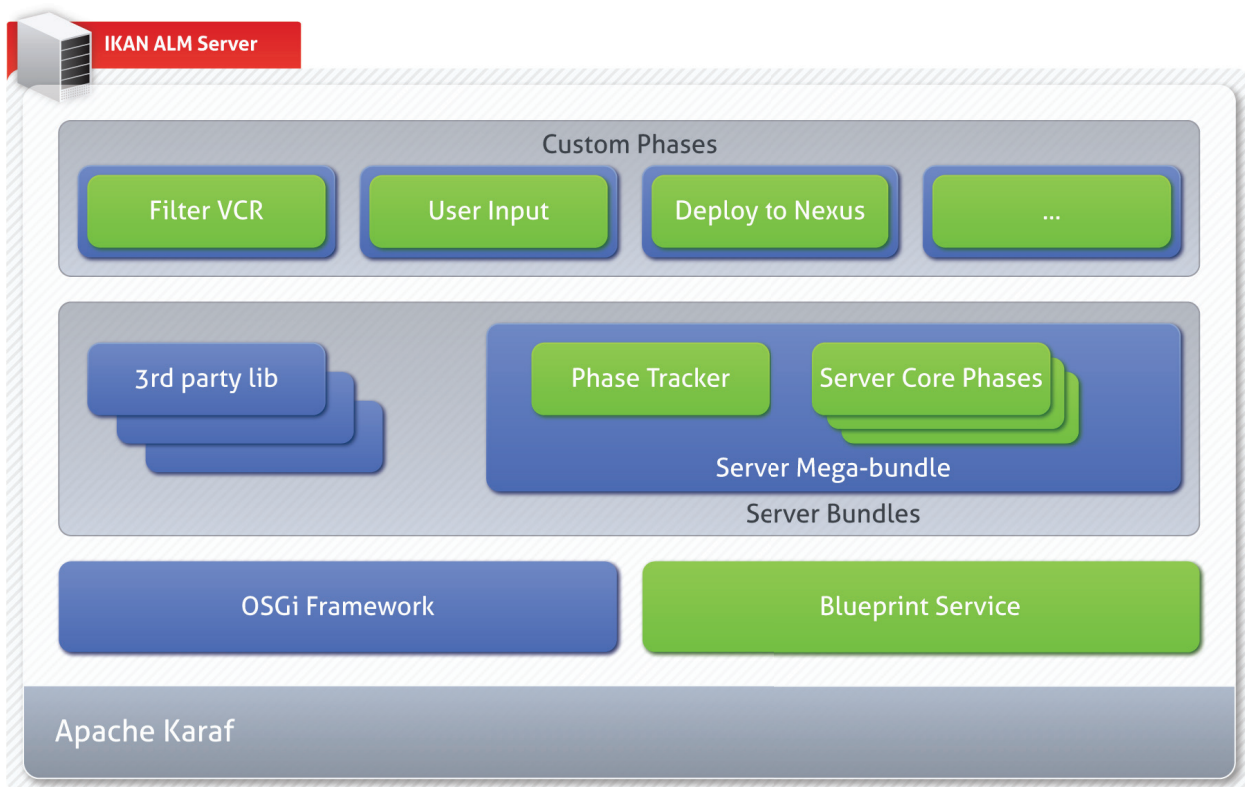 IKAN ALM Server
Custom Phases
Filter VCR
User Input
Deploy to Nexus
...
3rd party lib
Phase Tracker
Server Core Phases
Server Mega-bundle
Server Bundles
OSGi Framework
Blueprint Service
Apache Karaf